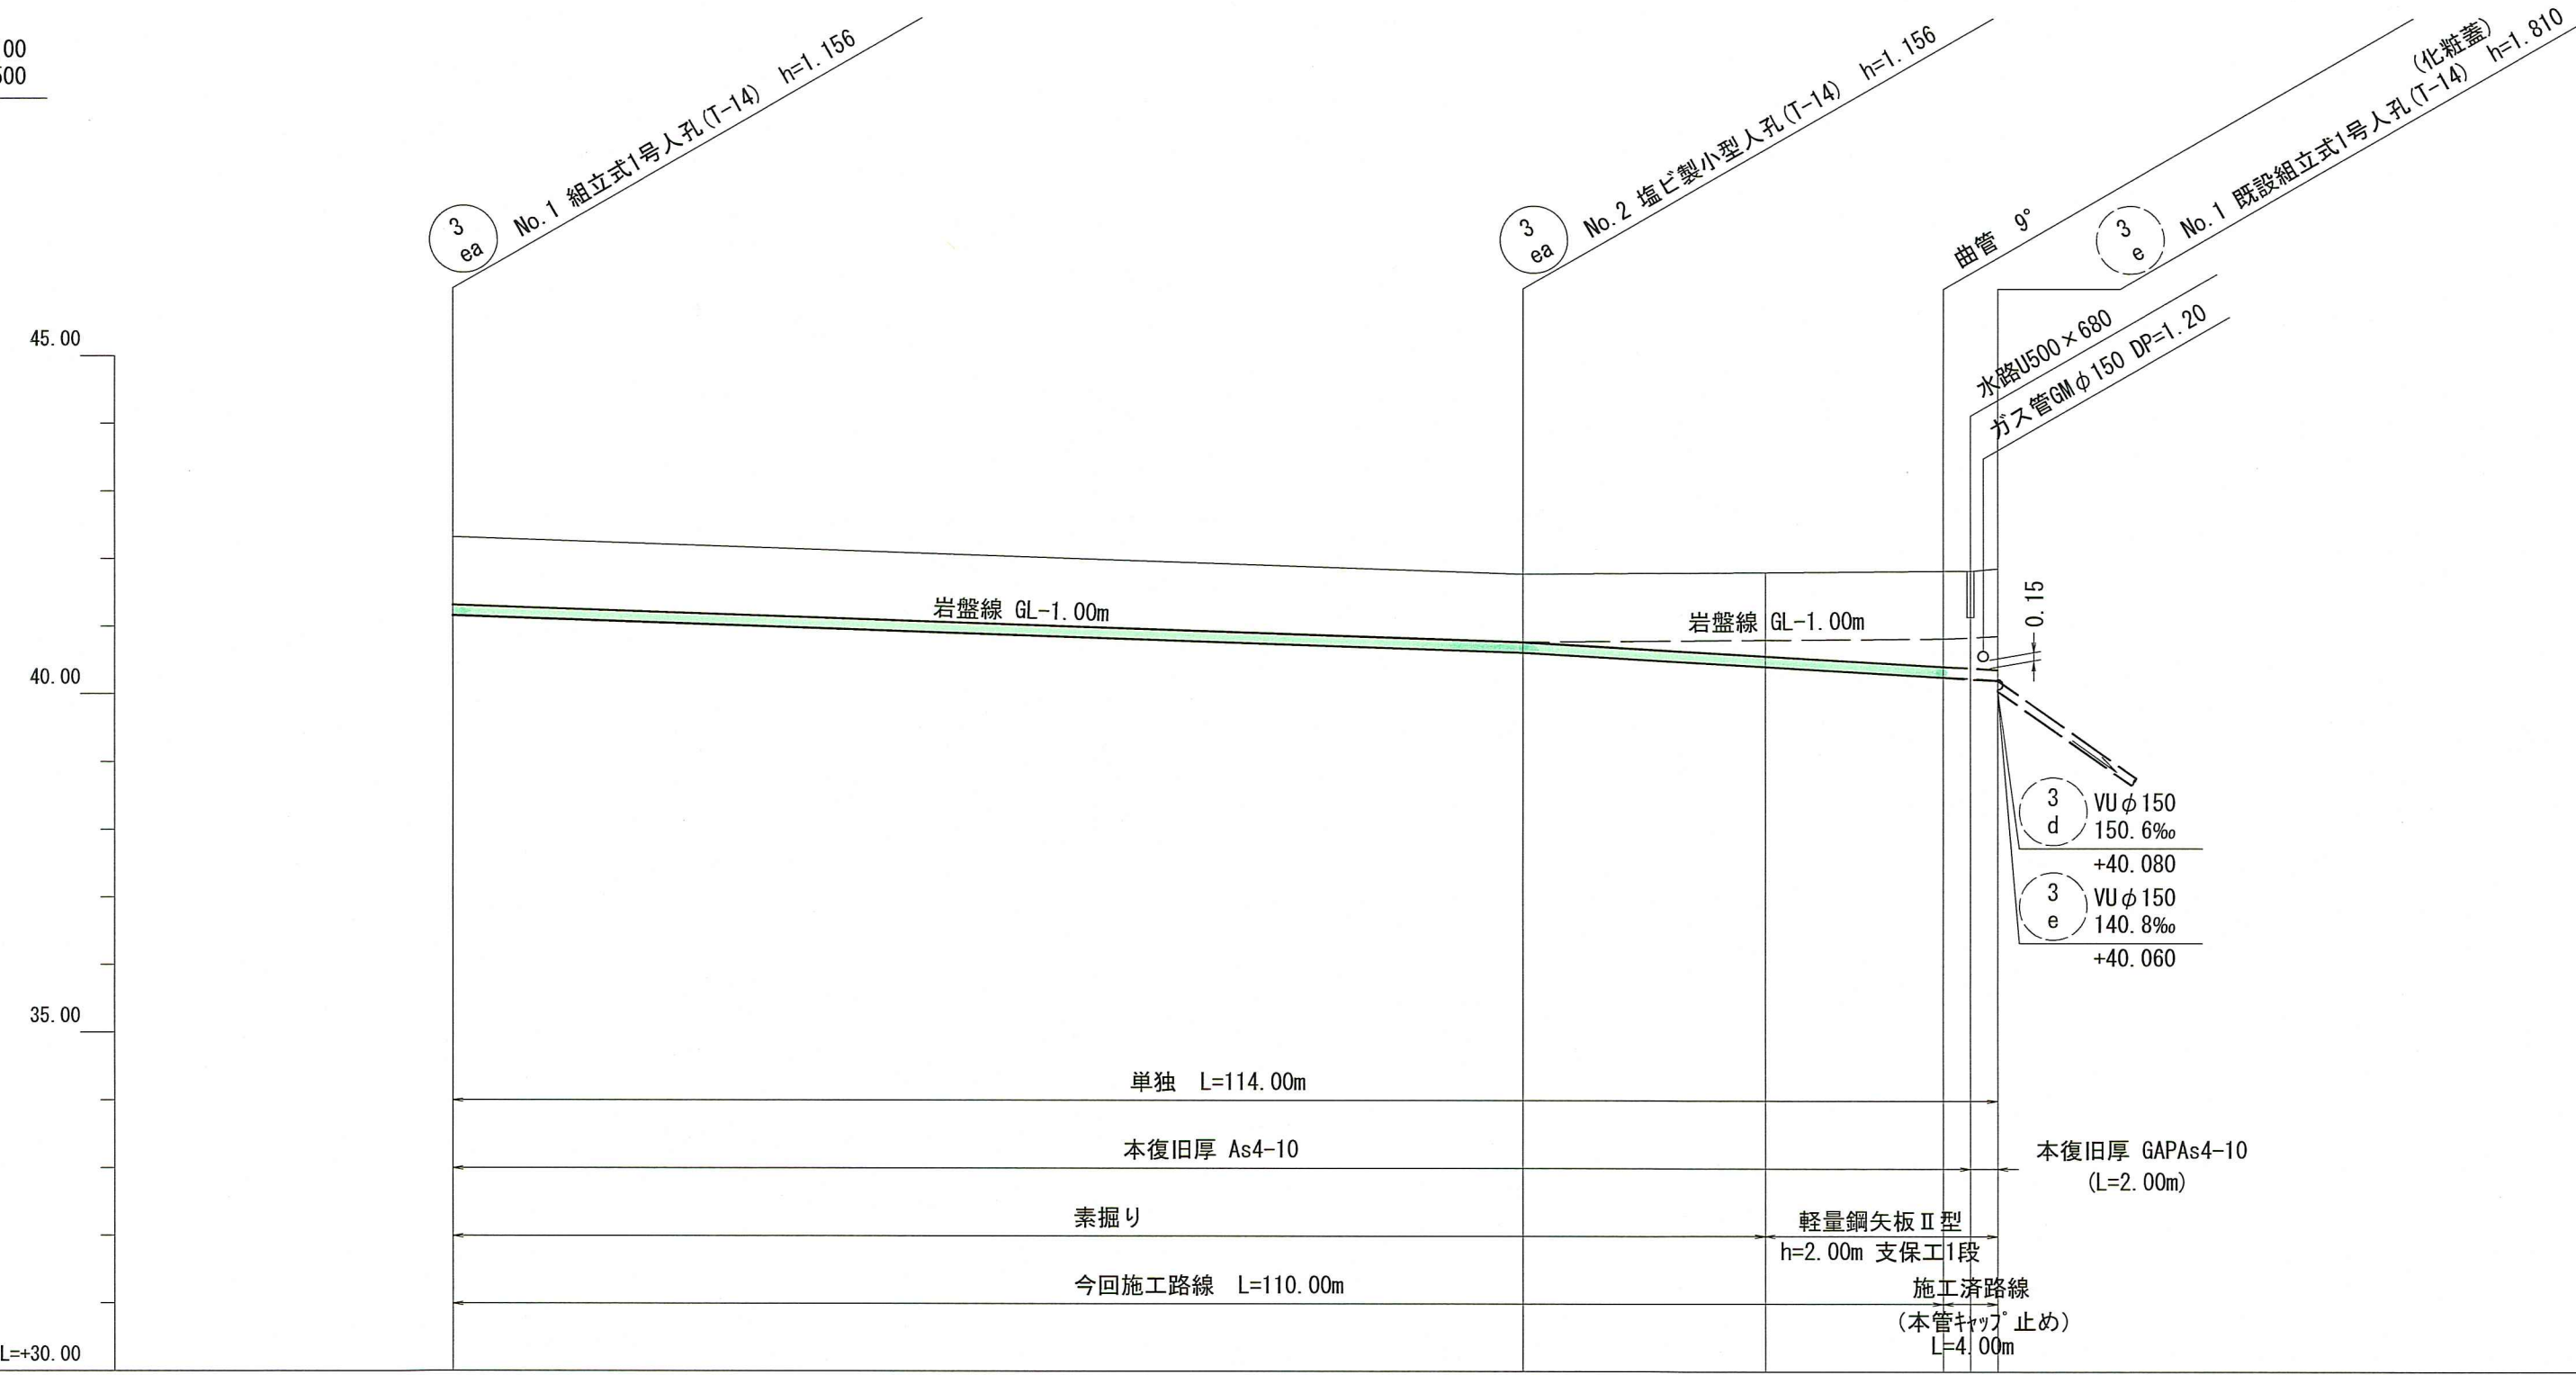 00
500
3
ea
No.1 組立式1号人孔(T-14) h=1.156
3
ea
No.2 塩ビ製小型人孔(T-14) h=1.156
曲管 9°
3
e
(化粧蓋)
No.1 既設組立式1号人孔(T-14) h=1.810
水路U500×680
ガス管GMφ150 DP=1.20
45.00
40.00
35.00
L=+30.00
岩盤線 GL-1.00m
岩盤線 GL-1.00m
0.15
3
d
VUφ150
150.6‰
+40.080
3
e
VUφ150
140.8‰
+40.060
単独 L=114.00m
本復旧厚 As4-10
本復旧厚 GAPAs4-10
(L=2.00m)
素掘り
軽量鋼矢板Ⅱ型
h=2.00m 支保工1段
今回施工路線 L=110.00m
施工済路線
(本管ｷｬｯﾌﾟ止め)
L=4.00m